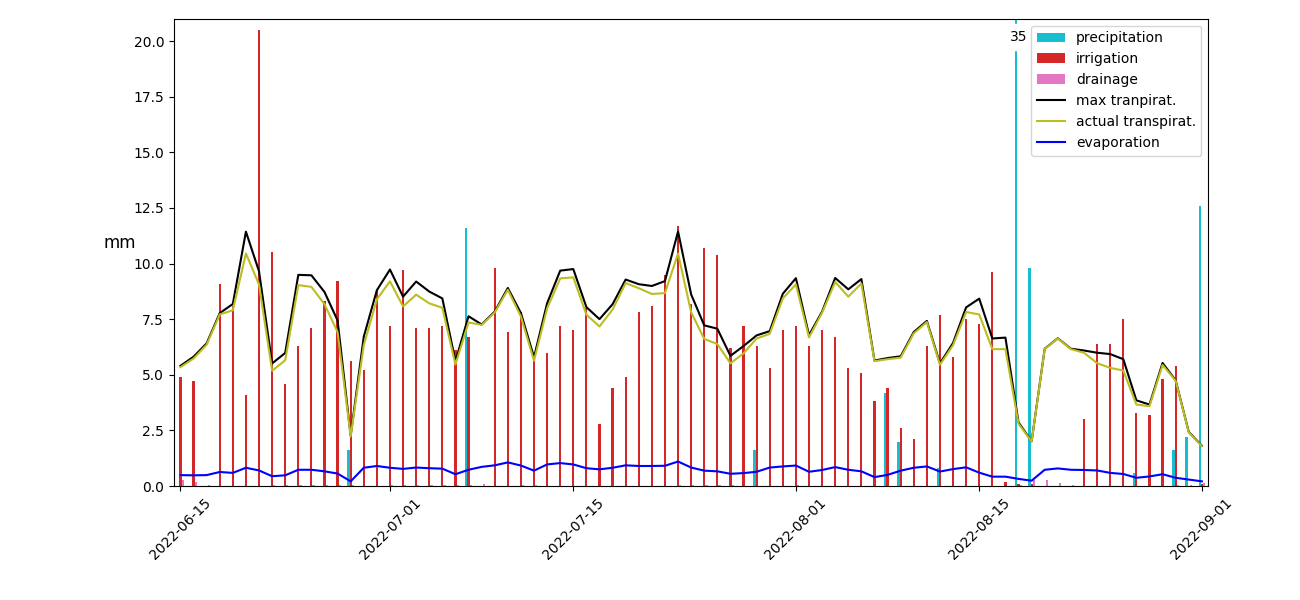 20.0
17.5
15.0
12.5
10.0
7.5
5.0
2.5
0.0
mm
35
precipitation
irrigation
drainage
max tranpirat.
actual transpirat.
evaporation
2022-06-15
2022-07-01
2022-07-15
2022-08-01
2022-08-15
2022-09-01